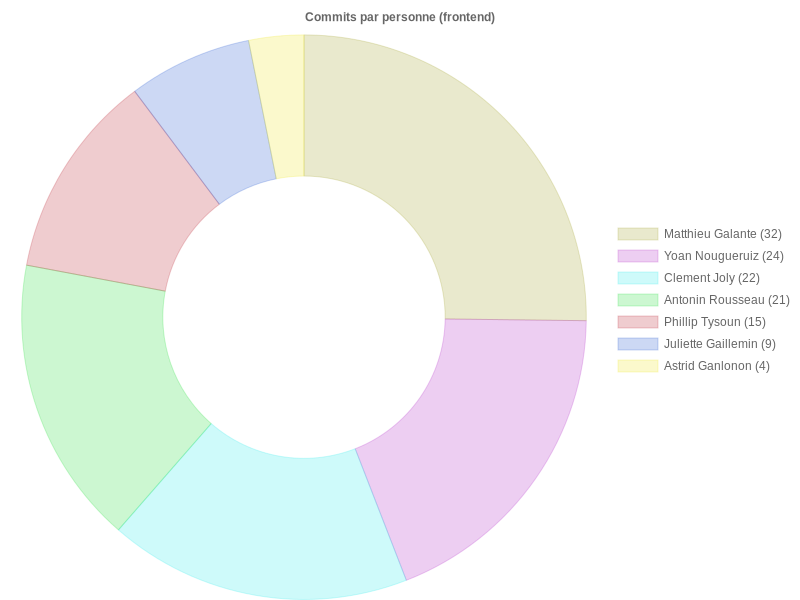 Commits par personne (frontend)
Matthieu Galante (32)
Yoan Nougueruiz (24)
Clement Joly (22)
Antonin Rousseau (21)
Phillip Tysoun (15)
Juliette Gaillemin (9)
Astrid Ganlonon (4)